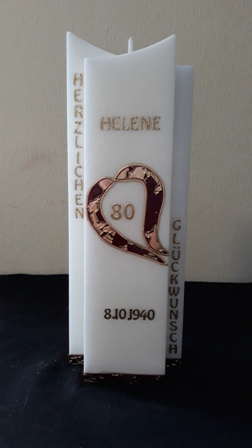 HERZLICHEN
HELENE
80
8.10.1940
GLÜCKWUNSCH